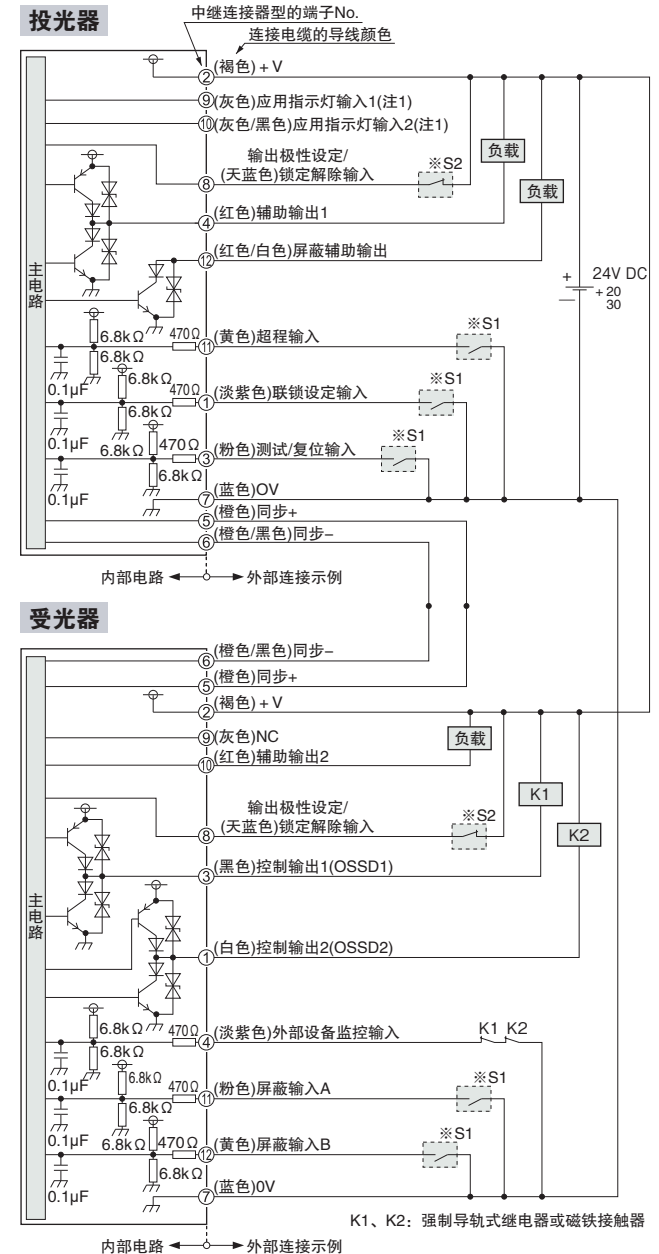 投光器
中继连接器型的端子No.
连接电缆的导线颜色
②(褐色)+V
⑨(灰色)应用指示灯输入1(注1)
⑩(灰色/黑色)应用指示灯输入2(注1)
输出极性设定/
⑧(天蓝色)锁定解除输入
※S2
负载
负载
④(红色)辅助输出1
⑫(红色/白色)屏蔽辅助输出
主电路
+ 24V DC
− +20
30
6.8kΩ 470Ω ⑪(黄色)超程输入
※S1
6.8kΩ
0.1μF
6.8kΩ 470Ω ①(淡紫色)联锁设定输入
※S1
6.8kΩ
0.1μF
6.8kΩ 470Ω ③(粉色)测试/复位输入
※S1
6.8kΩ
0.1μF
⑦(蓝色)0V
⑤(橙色)同步+
⑥(橙色/黑色)同步−
内部电路 外部连接示例
受光器
⑥(橙色/黑色)同步−
⑤(橙色)同步+
②(褐色)+V
⑨(灰色)NC
⑩(红色)辅助输出2
负载
输出极性设定/
⑧(天蓝色)锁定解除输入
※S2
K1
K2
③(黑色)控制输出1(OSSD1)
主电路
①(白色)控制输出2(OSSD2)
6.8kΩ 470Ω ④(淡紫色)外部设备监控输入
K1 K2
6.8kΩ
0.1μF
6.8kΩ 470Ω ⑪(粉色)屏蔽输入A
※S1
6.8kΩ
0.1μF
6.8kΩ 470Ω ⑫(黄色)屏蔽输入B
※S1
6.8kΩ
0.1μF
⑦(蓝色)0V
K1、K2：强制导轨式继电器或磁铁接触器
内部电路 外部连接示例